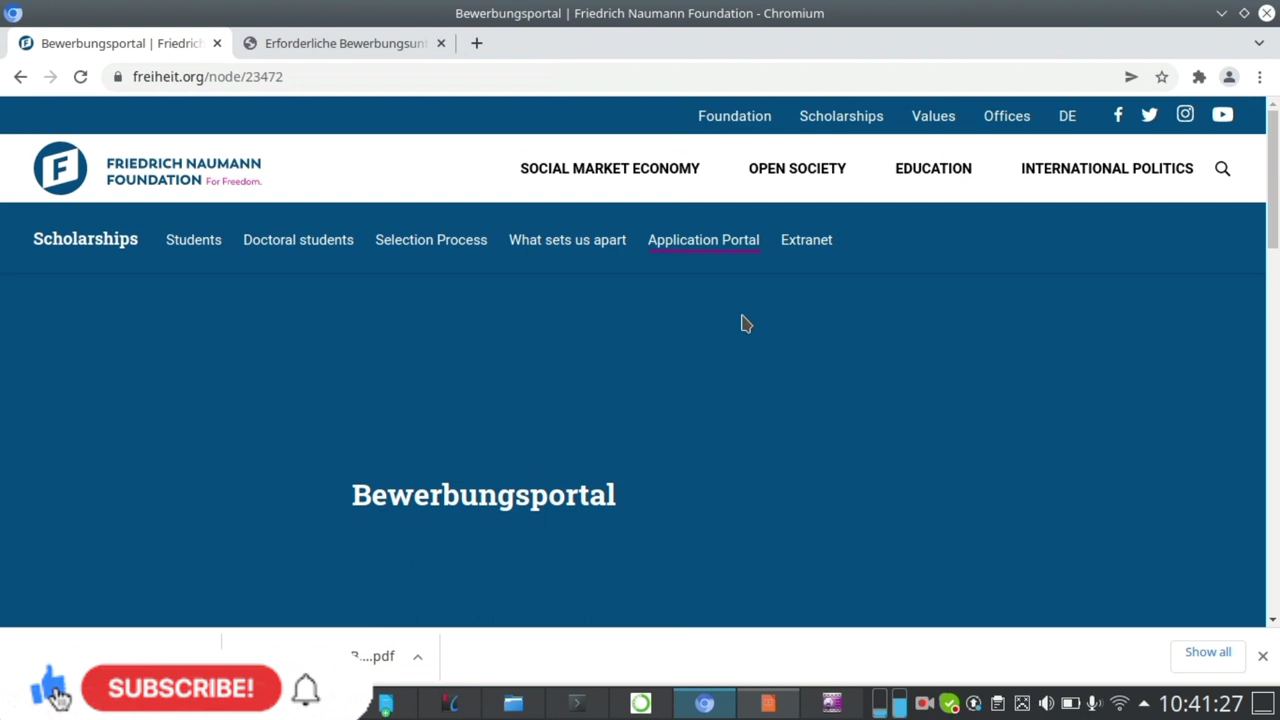 Bewerbungsportal | Friedrich Naumann Foundation - Chromium
Bewerbungsportal | Friedrich
Erforderliche Bewerbungsunt
freiheit.org/node/23472
Foundation Scholarships Values Offices DE
FRIEDRICH NAUMANN
FOUNDATION For Freedom.
SOCIAL MARKET ECONOMY OPEN SOCIETY EDUCATION INTERNATIONAL POLITICS
Scholarships Students Doctoral students Selection Process What sets us apart Application Portal Extranet
Bewerbungsportal
B....pdf
Show all
SUBSCRIBE!
10:41:27